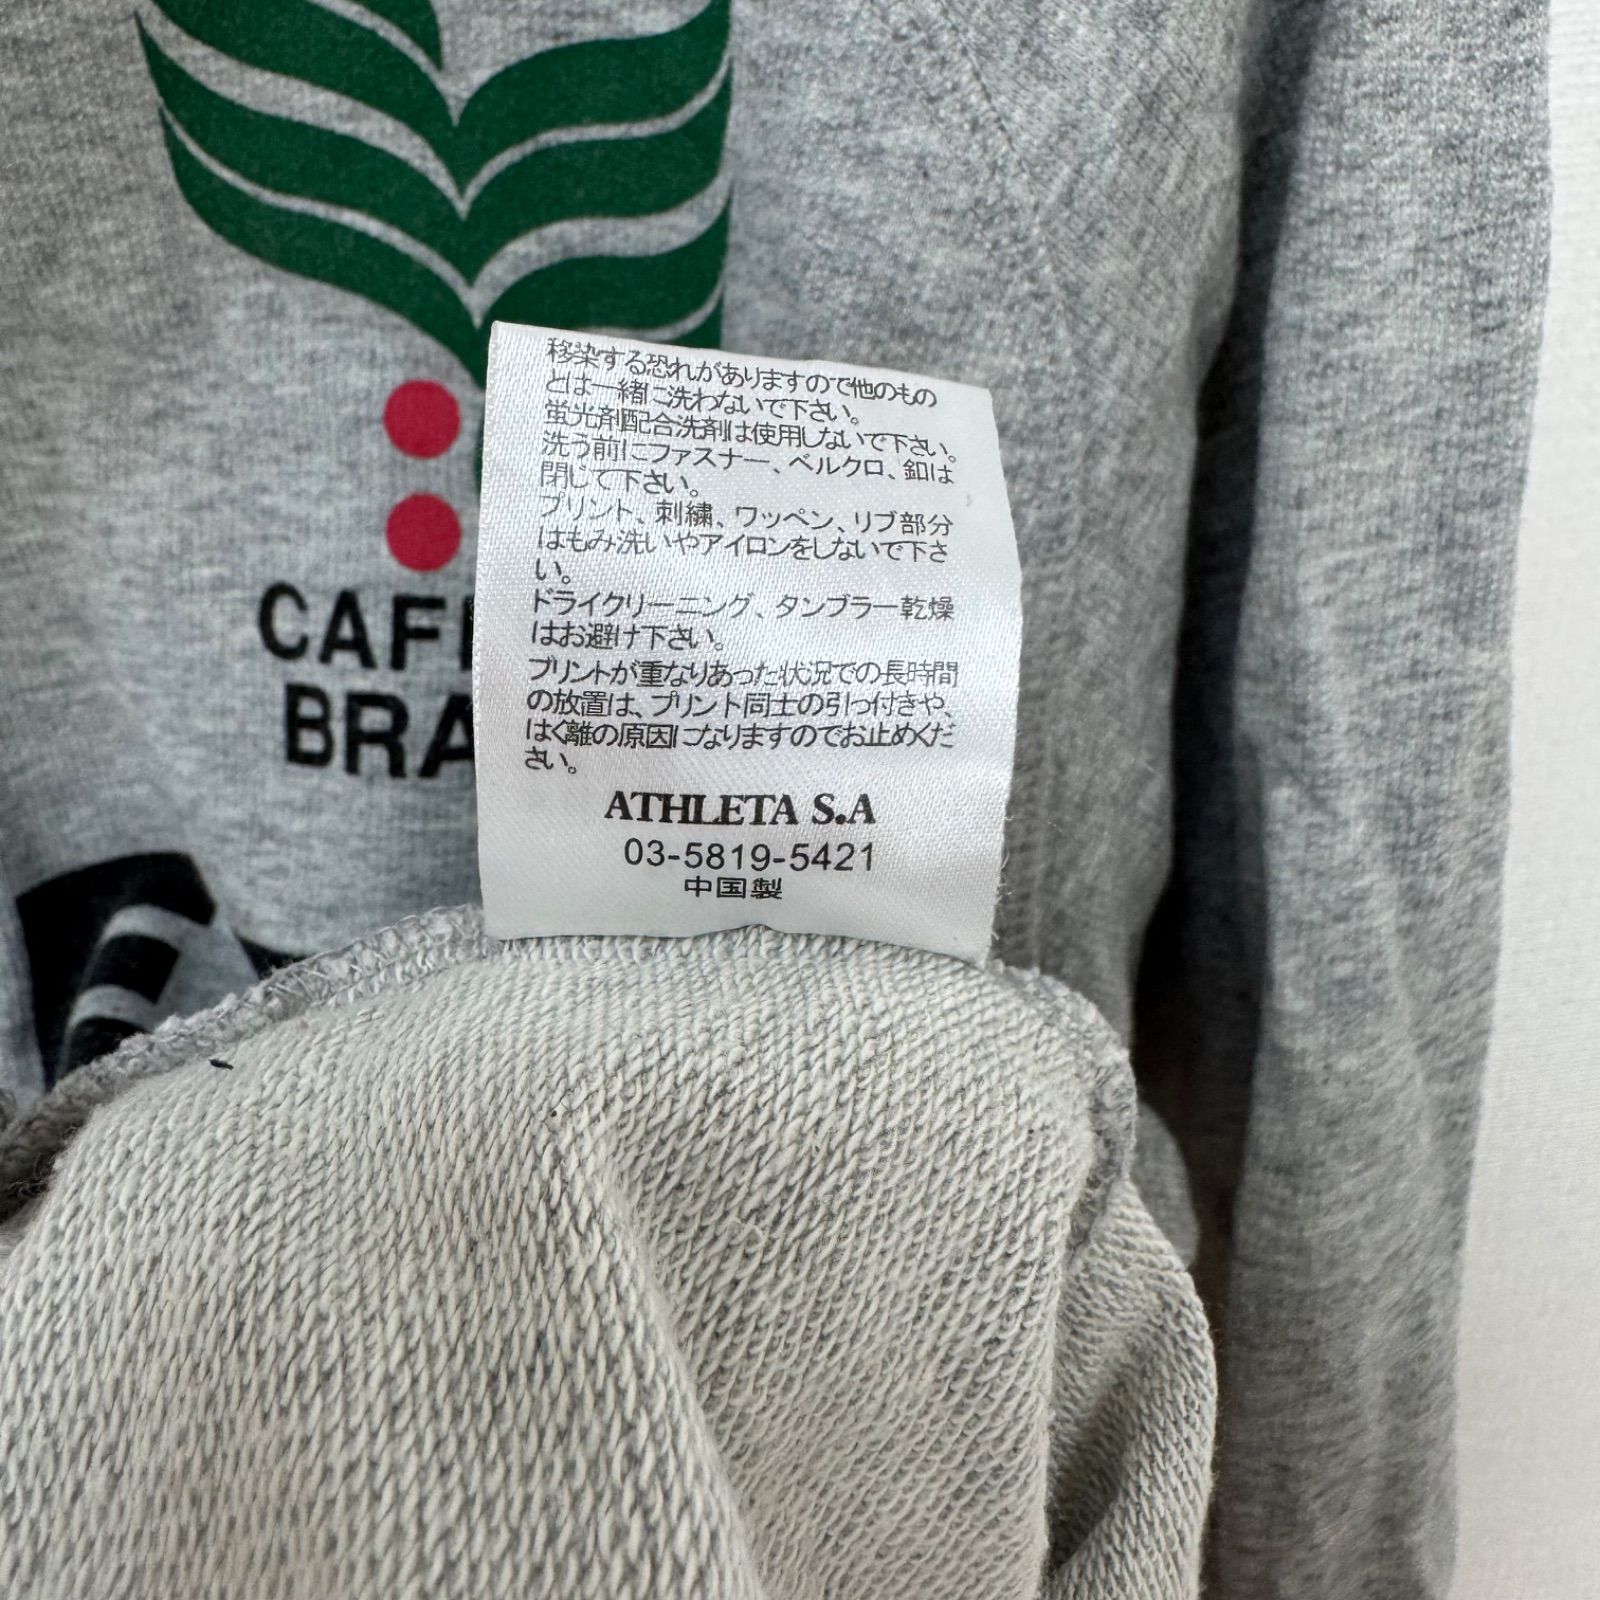 移染する恐れがありますので他のもの
とは一緒に洗わないで下さい。
蛍光剤配合洗剤は使用しないで下さい。
洗う前にファスナー、ベルクロ、釦は
閉じて下さい。
プリント、刺繍、ワッペン、リブ部分
はもみ洗いやアイロンをしないで下さ
い。
ドライクリーニング、タンブラー乾燥
はお避け下さい。
プリントが重なりあった状況での長時間
の放置は、プリント同士の引っ付きや、
はく離の原因になりますのでお止めくだ
さい。
ATHLETA S.A
03-5819-5421
中国製
CAF
BRA